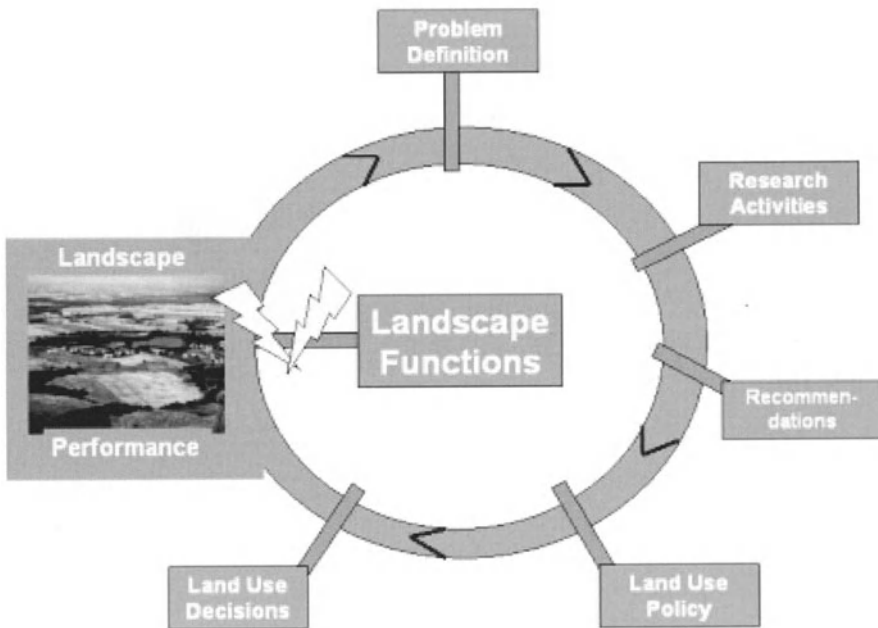 Problem
Definition
Research
Activities
Landscape
Landscape
Functions
Recommen-
dations
Performance
Land Use
Decisions
Land Use
Policy